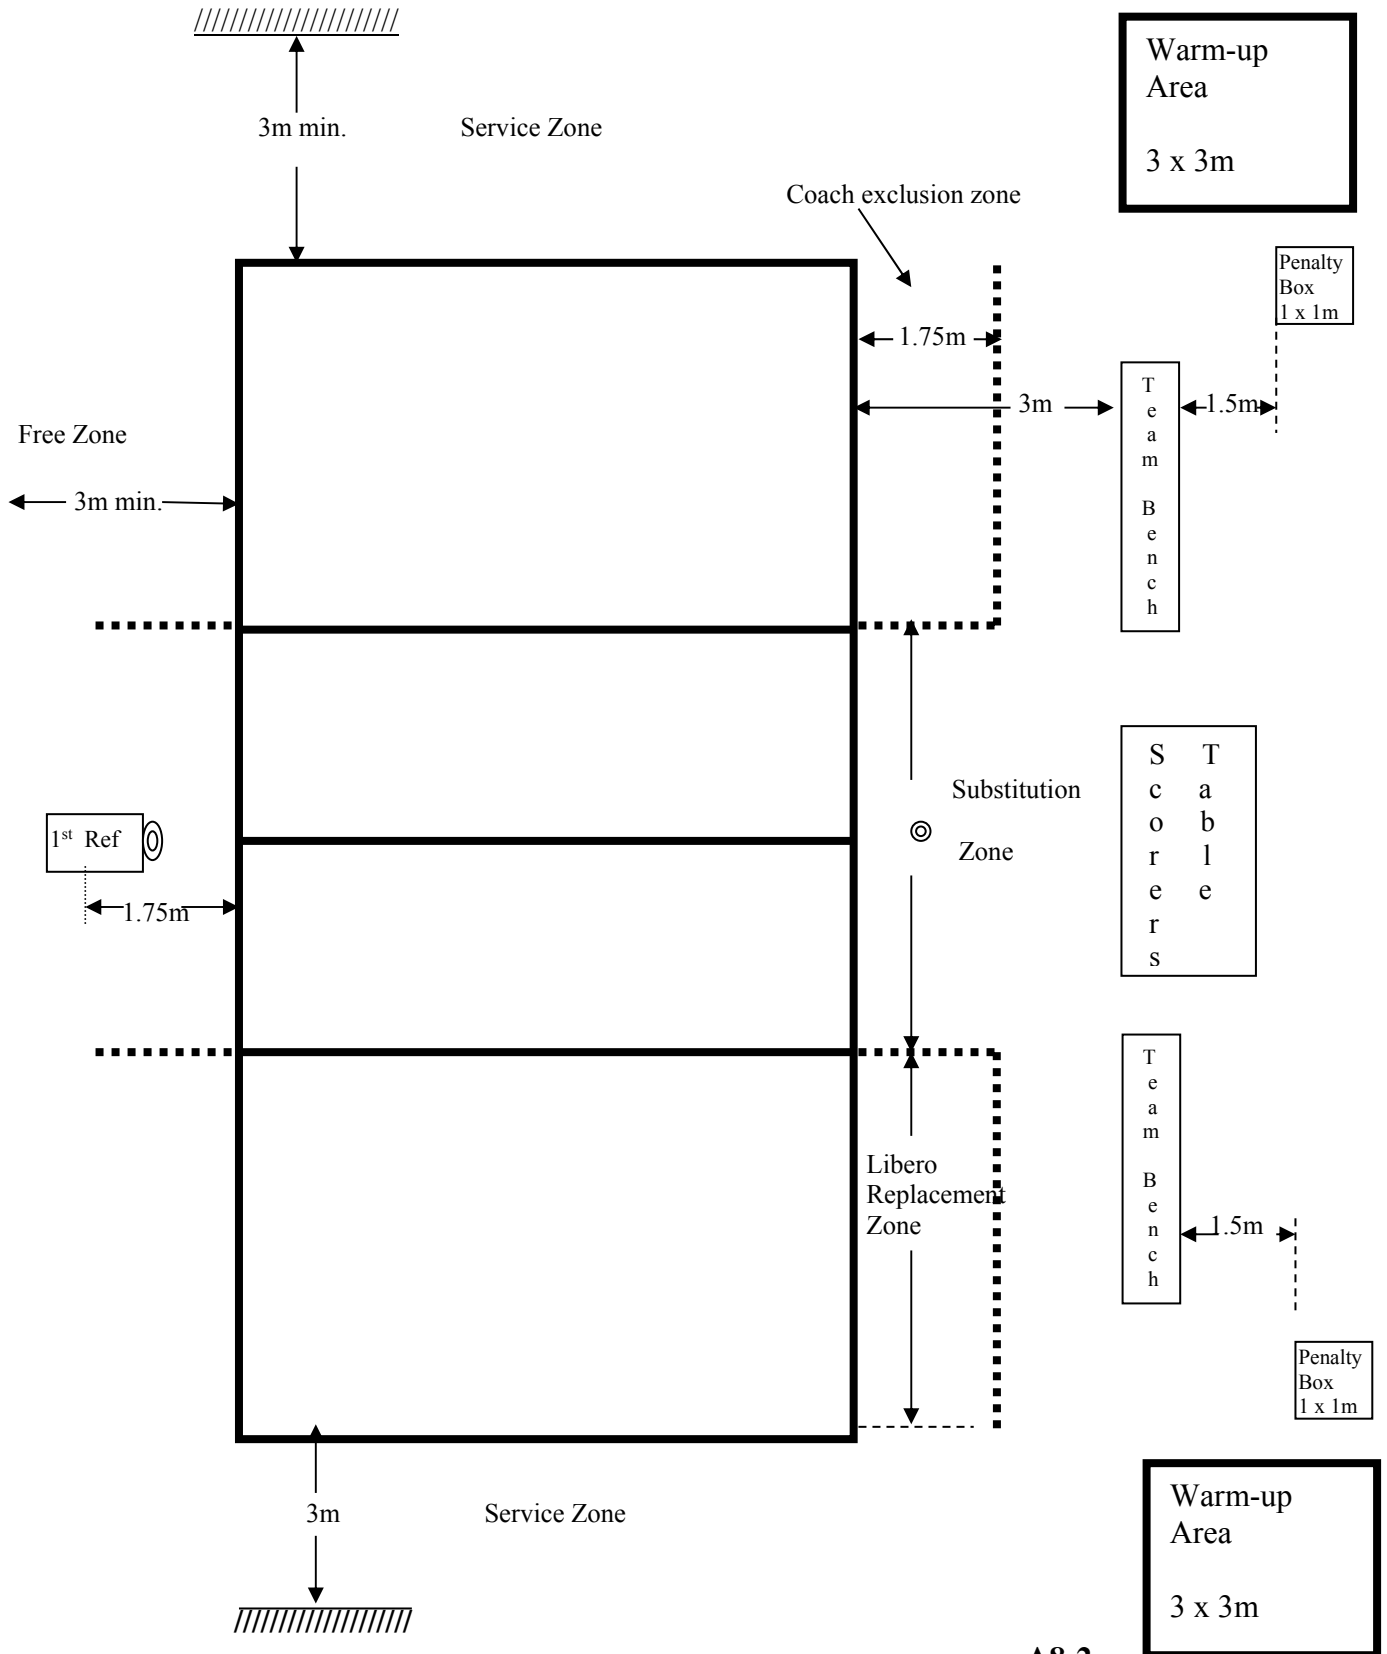 Warm-up
Area
3 x 3m
3m min.
Service Zone
Coach exclusion zone
Penalty
Box
1 x 1m
1.75m
3m
Team Bench
1.5m
Free Zone
3m min.
Substitution
Zone
Scorers
Table
1st Ref
1.75m
Team Bench
Libero
Replacement
Zone
1.5m
Penalty
Box
1 x 1m
3m
Service Zone
Warm-up
Area
3 x 3m